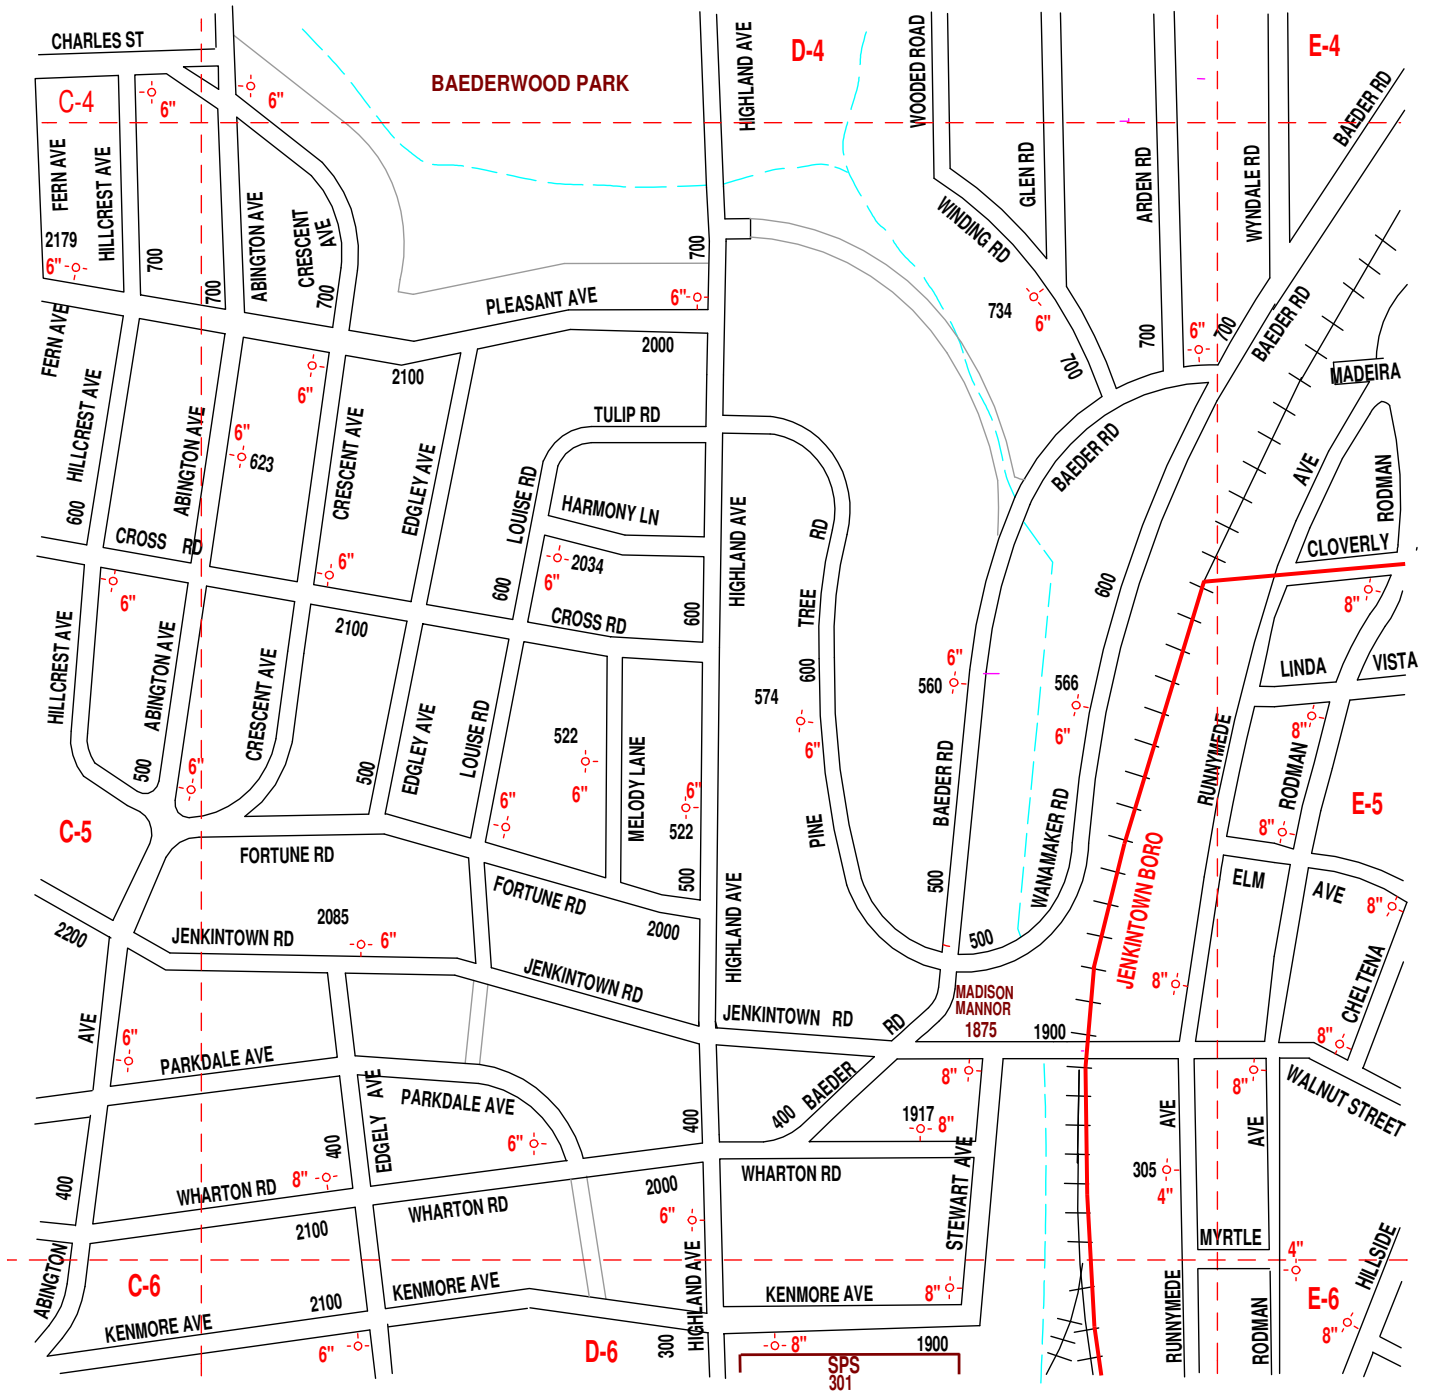 CHARLES ST
BAEDERWOOD PARK
HIGHLAND AVE
D-4
WOODED ROAD
E-4
BAEDER RD
C-4
6"
6"
FERN AVE
HILLCREST AVE
2179
6"
700
ABINGTON AVE
700
CRESCENT AVE
700
PLEASANT AVE
6"
700
2000
WINDING RD
734
6"
700
GLEN RD
ARDEN RD
700
WYNDALE RD
6"
700
BAEDER RD
MADEIRA
FERN AVE
HILLCREST AVE
600
ABINGTON AVE
6"
623
6"
CRESCENT AVE
2100
EDGLEY AVE
TULIP RD
LOUISE RD
600
HARMONY LN
2034
6"
CROSS RD
600
HIGHLAND AVE
PINE TREE RD
600
574
6"
BAEDER RD
600
AVE
RODMAN
CLOVERLY
8"
CROSS RD
6"
6"
2100
HILLCREST AVE
ABINGTON AVE
500
CRESCENT AVE
6"
500
EDGLEY AVE
LOUISE RD
6"
522
6"
MELODY LANE
6"
522
500
6"
560
566
6"
BAEDER RD
500
WANAMAKER RD
500
LINDA
VISTA
RUNNYMEDE
8"
RODMAN
8"
E-5
C-5
FORTUNE RD
FORTUNE RD
2000
HIGHLAND AVE
JENKINTOWN BORO
ELM AVE
8"
2200
JENKINTOWN RD
2085
6"
JENKINTOWN RD
JENKINTOWN RD
MADISON
MANNOR
1875
1900
8"
CHELTENA
8"
AVE
6"
PARKDALE AVE
EDGELY AVE
400
PARKDALE AVE
6"
400
400 BAEDER RD
8"
1917
8"
STEWART AVE
AVE
8"
AVE
WALNUT STREET
400
WHARTON RD
8"
2100
WHARTON RD
2000
6"
WHARTON RD
305
4"
MYRTLE
4"
HILLSIDE
ABINGTON
C-6
2100
KENMORE AVE
6"
KENMORE AVE
D-6
300
HIGHLAND AVE
KENMORE AVE
8"
8"
1900
SPS
301
RUNNYMEDE
RODMAN
E-6
8"